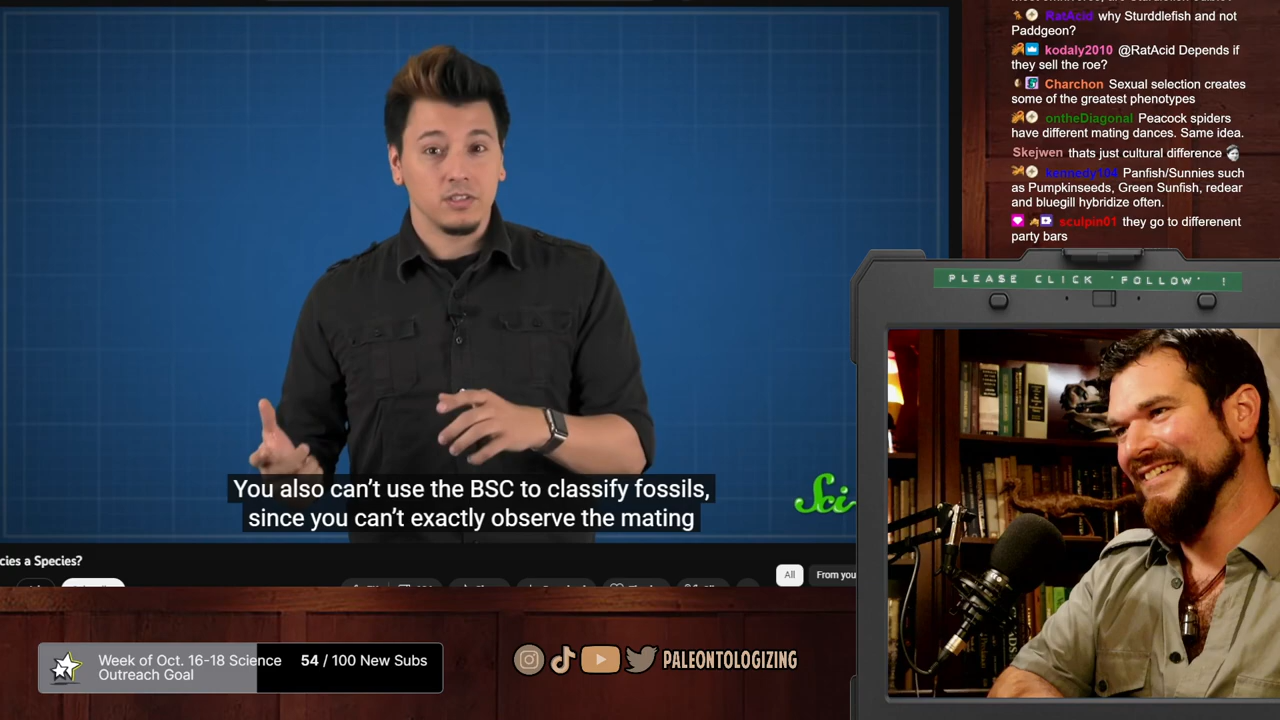 RatAcid why Sturddlefish and not
Paddgeon?
kodaly2010 @RatAcid Depends if
they sell the roe?
Charchon Sexual selection creates
some of the greatest phenotypes
ontheDiagonal Peacock spiders
have different mating dances. Same idea.
Skejwen thats just cultural difference
kennedy104 Panfish/Sunnies such
as Pumpkinseeds, Green Sunfish, redear
and bluegill hybridize often.
sculpin01 they go to differenent
party bars
PLEASE CLICK 'FOLLOW' !
You also can't use the BSC to classify fossils,
since you can't exactly observe the mating
Sci
cies a Species?
All
From you
Week of Oct. 16-18 Science
Outreach Goal
54 / 100 New Subs
PALEONTOLOGIZING